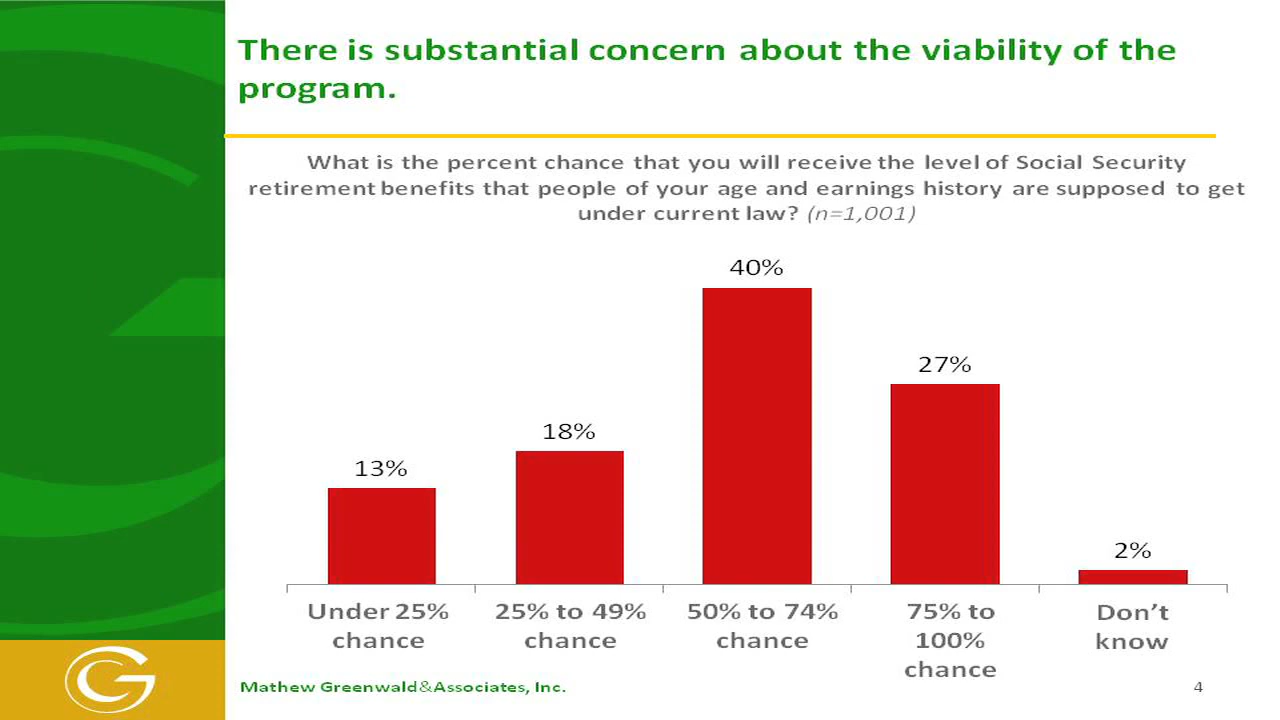 There is substantial concern about the viability of the
program.
What is the percent chance that you will receive the level of Social Security
retirement benefits that people of your age and earnings history are supposed to get
under current law? (n=1,001)
13%
18%
40%
27%
2%
Under 25%
chance
25% to 49%
chance
50% to 74%
chance
75% to
100%
chance
Don’t
know
Mathew Greenwald&Associates, Inc.
4